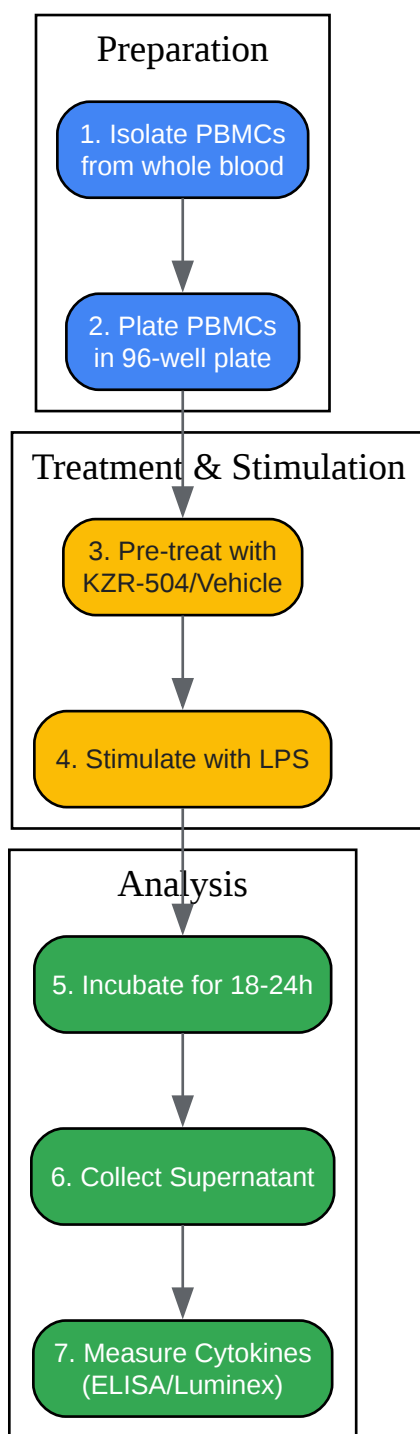 Preparation
1. Isolate PBMCs
from whole blood
2. Plate PBMCs
in 96-well plate
Treatment & Stimulation
3. Pre-treat with
KZR-504/Vehicle
4. Stimulate with LPS
Analysis
5. Incubate for 18-24h
6. Collect Supernatant
7. Measure Cytokines
(ELISA/Luminex)